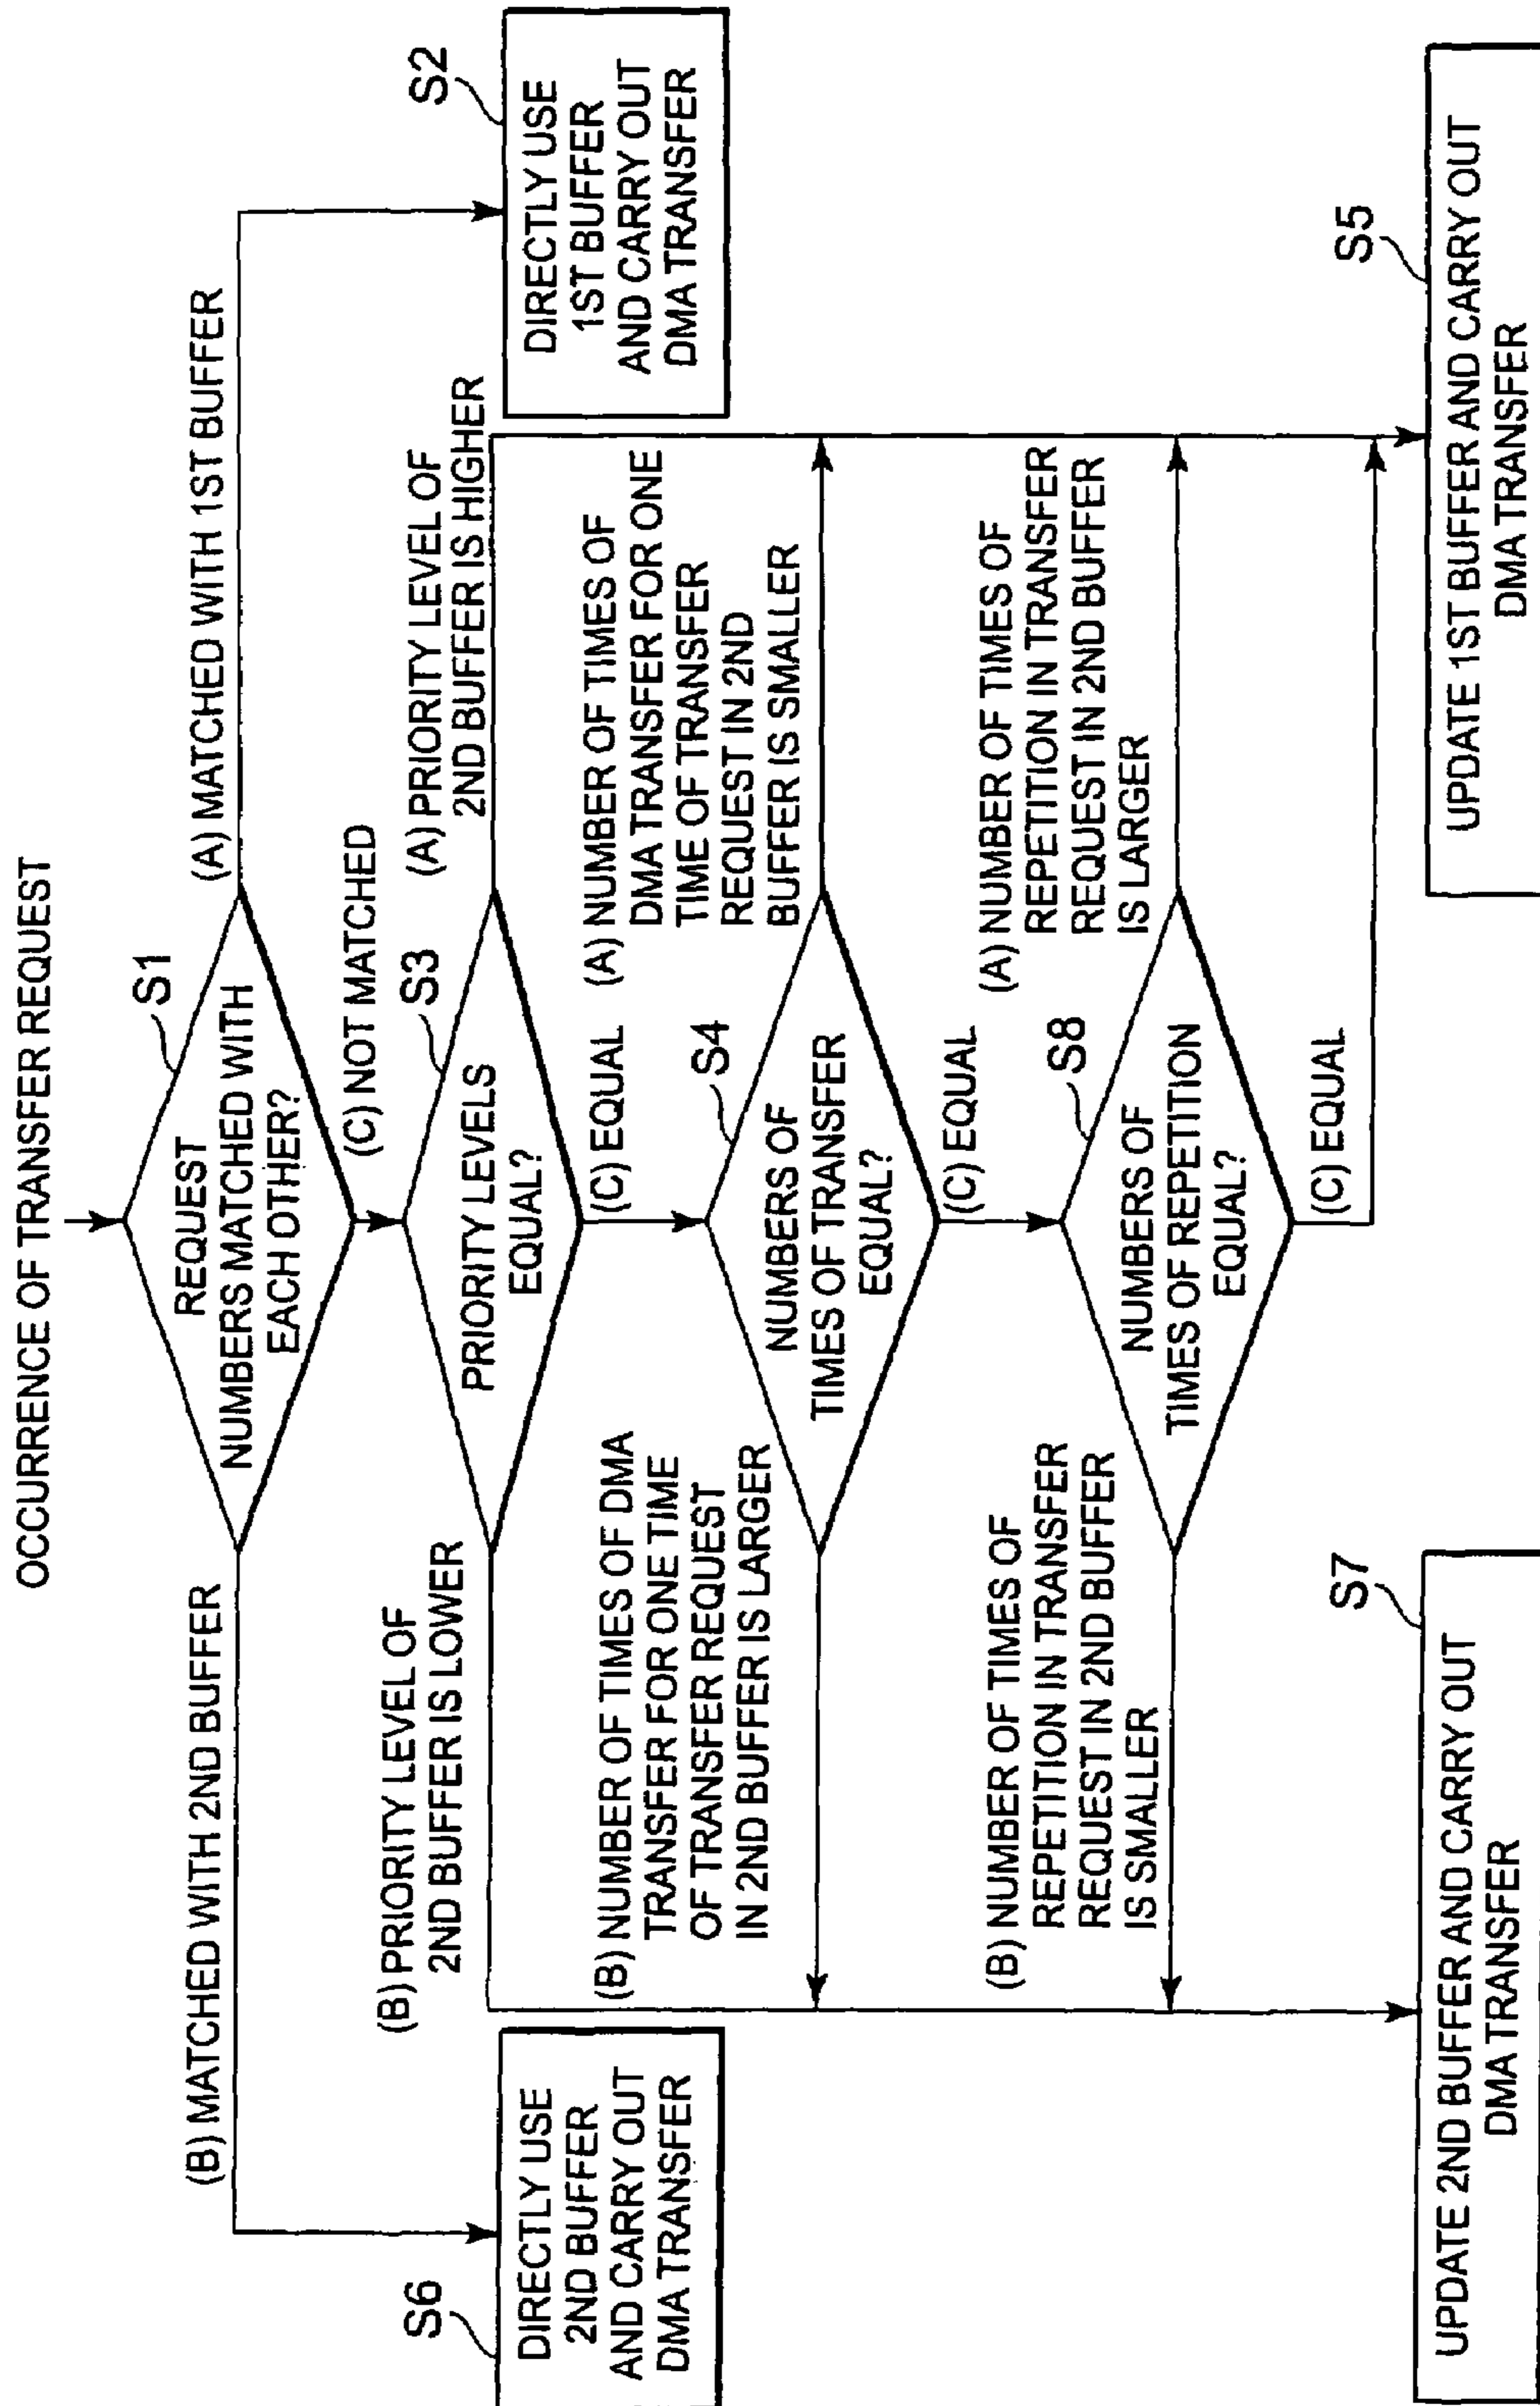 OCCURRENCE OF TRANSFER REQUEST
S1
REQUEST
NUMBERS MATCHED WITH
EACH OTHER?
(A) MATCHED WITH 1ST BUFFER
(B) MATCHED WITH 2ND BUFFER
(C) NOT MATCHED
S2
DIRECTLY USE
1ST BUFFER
AND CARRY OUT
DMA TRANSFER
S6
DIRECTLY USE
2ND BUFFER
AND CARRY OUT
DMA TRANSFER
S3
PRIORITY LEVELS
EQUAL?
(A) PRIORITY LEVEL OF
2ND BUFFER IS HIGHER
(B) PRIORITY LEVEL OF
2ND BUFFER IS LOWER
(C) EQUAL
S4
NUMBERS OF
TIMES OF TRANSFER
EQUAL?
(A) NUMBER OF TIMES OF
DMA TRANSFER FOR ONE
TIME OF TRANSFER
REQUEST IN 2ND
BUFFER IS SMALLER
(B) NUMBER OF TIMES OF DMA
TRANSFER FOR ONE TIME
OF TRANSFER REQUEST
IN 2ND BUFFER IS LARGER
(C) EQUAL
S8
NUMBERS OF
TIMES OF REPETITION
EQUAL?
(A) NUMBER OF TIMES OF
REPETITION IN TRANSFER
REQUEST IN 2ND BUFFER
IS LARGER
(B) NUMBER OF TIMES OF
REPETITION IN TRANSFER
REQUEST IN 2ND BUFFER
IS SMALLER
(C) EQUAL
S5
UPDATE 1ST BUFFER AND CARRY OUT
DMA TRANSFER
S7
UPDATE 2ND BUFFER AND CARRY OUT
DMA TRANSFER